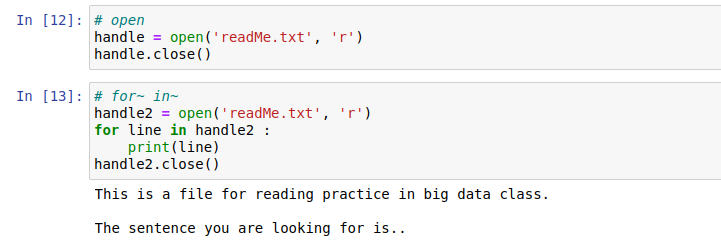 In [12]: # open
handle = open('readMe.txt', 'r')
handle.close()
In [13]: # for~ in~
handle2 = open('readMe.txt', 'r')
for line in handle2 :
    print(line)
handle2.close()
This is a file for reading practice in big data class.
The sentence you are looking for is..